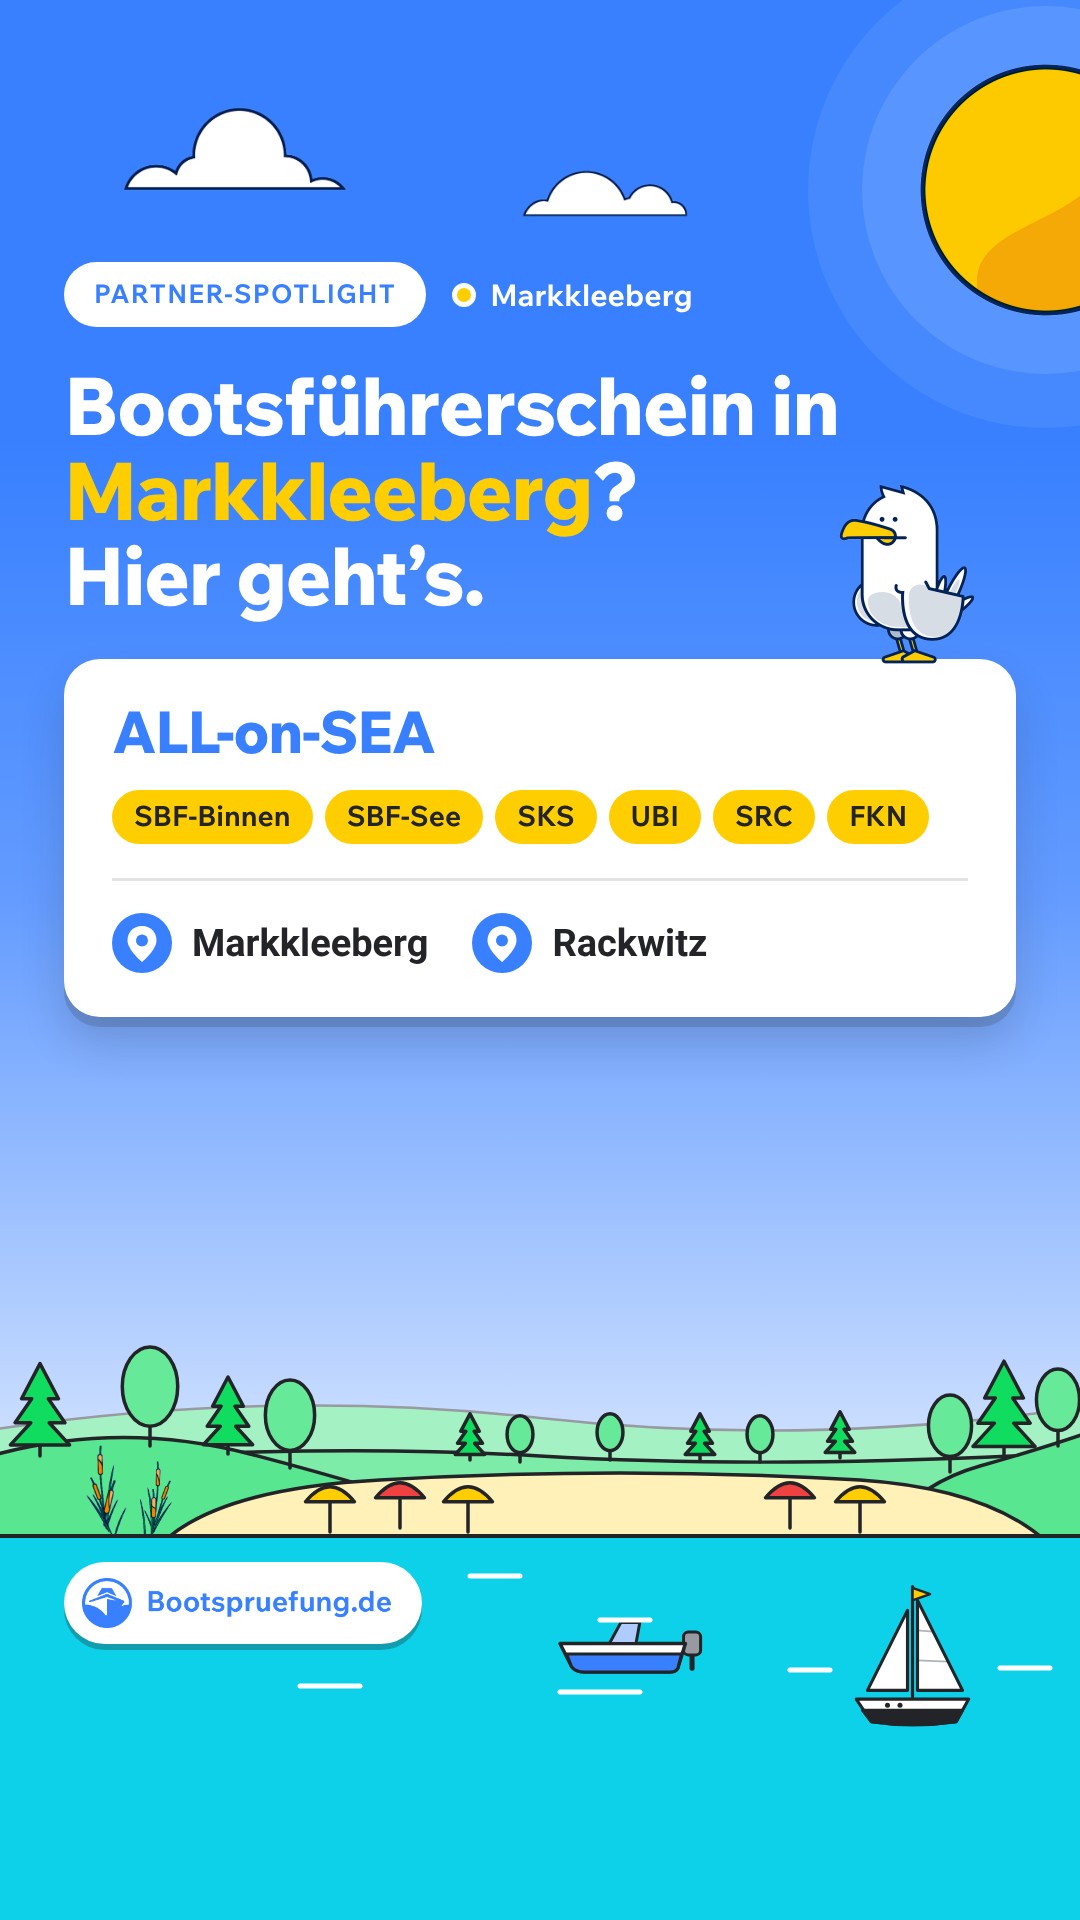 PARTNER-SPOTLIGHT
Markkleeberg
Bootsführerschein in
Markkleeberg?
Hier geht’s.
ALL-on-SEA
SBF-Binnen SBF-See SKS UBI SRC FKN
Markkleeberg Rackwitz
Bootspruefung.de